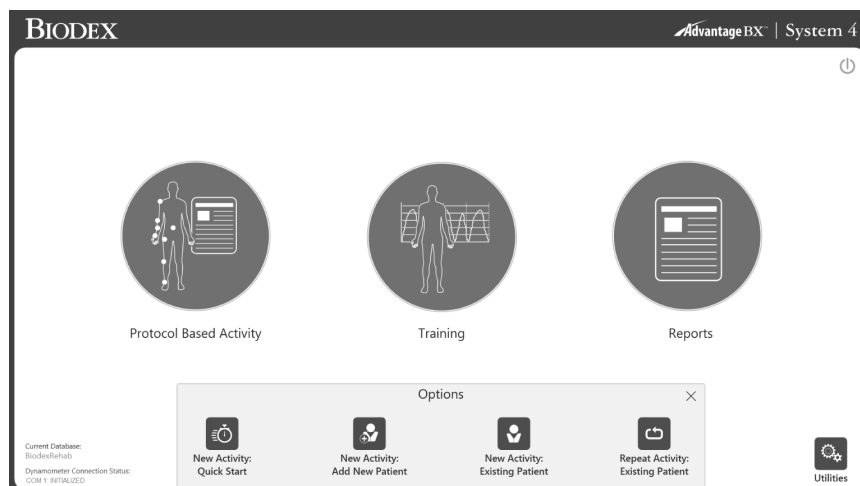 BIODEX
Advantage BX™ | System 4
Protocol Based Activity
Training
Reports
Options
New Activity:
Quick Start
New Activity:
Add New Patient
New Activity:
Existing Patient
Repeat Activity:
Existing Patient
Current Database:
BiodexRehab
Dynamometer Connection Status:
COM 1: INITIALIZED
Utilities